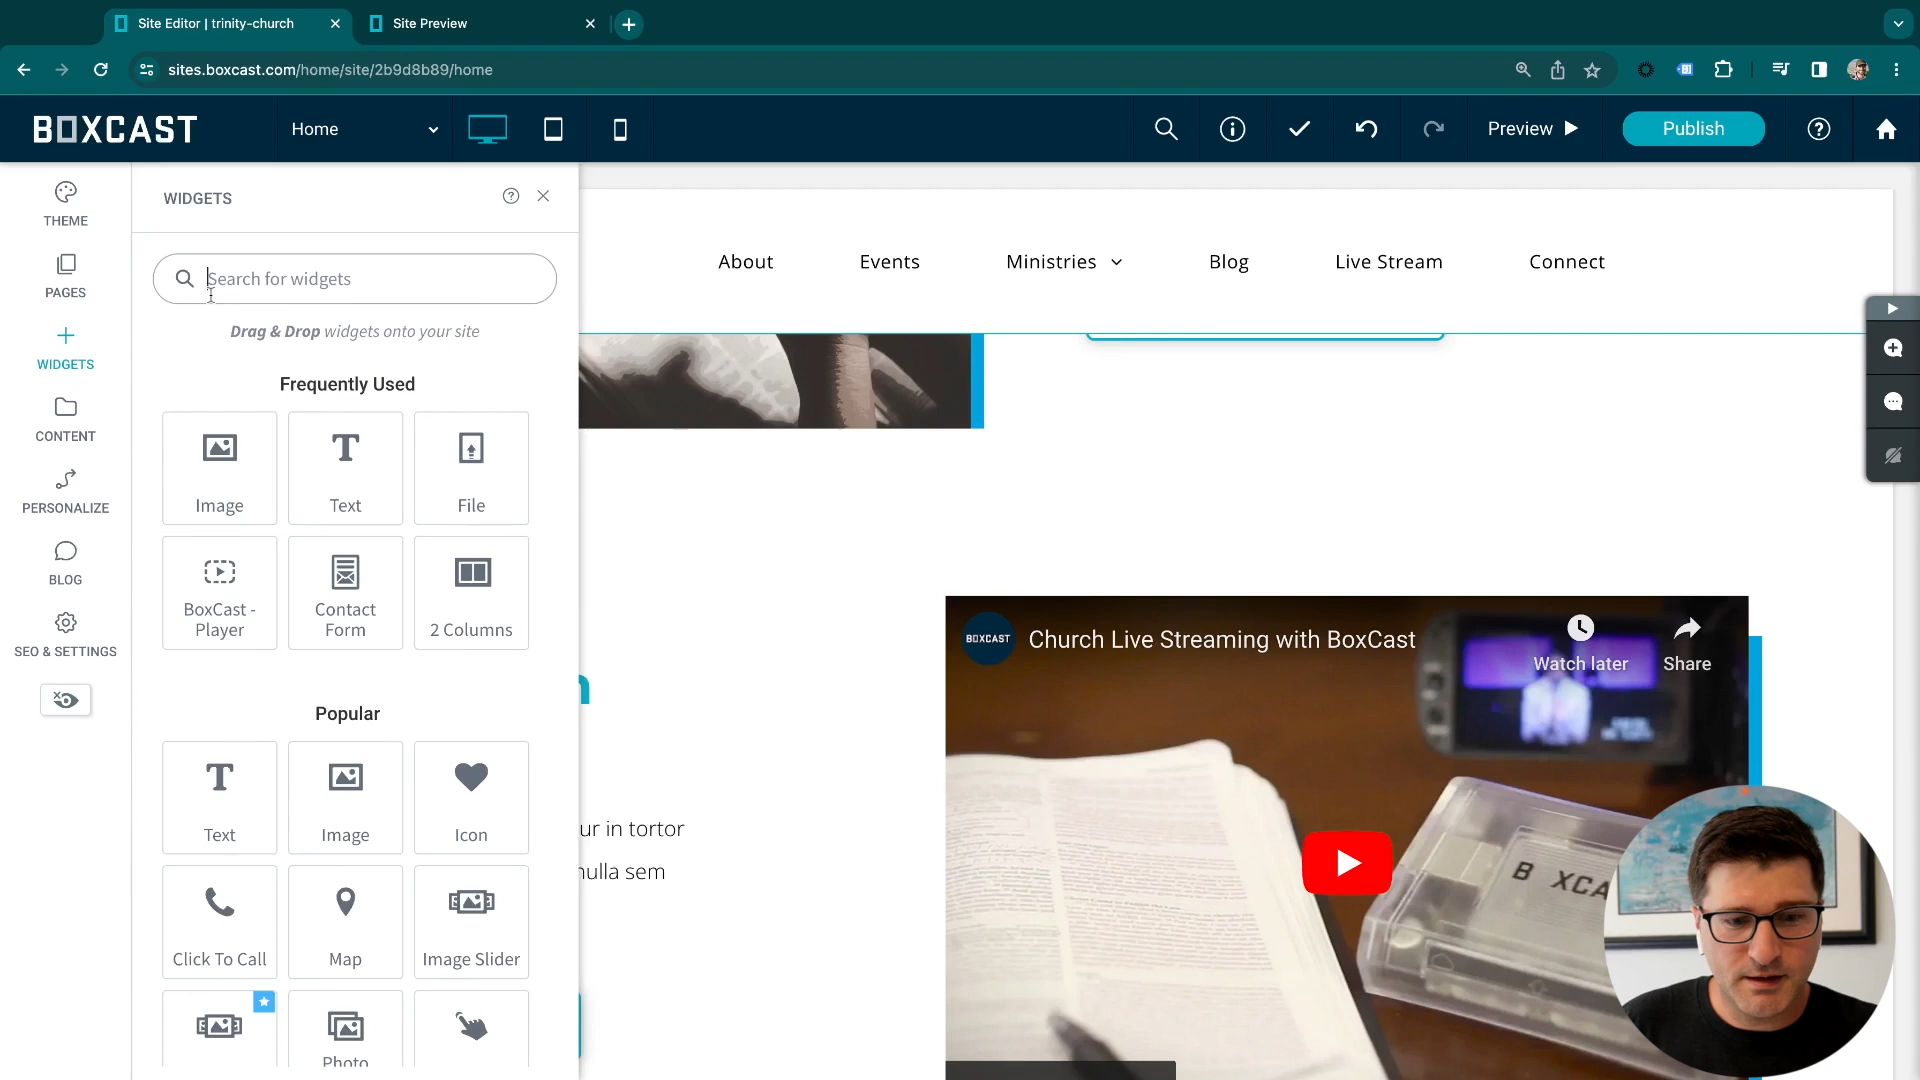 Site Editor | trinity-church
Site Preview
sites.boxcast.com/home/site/2b9d8b89/home
BOXCAST
Home
Preview
Publish
THEME
PAGES
WIDGETS
CONTENT
PERSONALIZE
BLOG
SEO & SETTINGS
WIDGETS
Search for widgets
Drag & Drop widgets onto your site
Frequently Used
Image
Text
File
BoxCast -
Player
Contact
Form
2 Columns
Popular
Text
Image
Icon
Click To Call
Map
Image Slider
Photo
About
Events
Ministries
Blog
Live Stream
Connect
ur in tortor
nulla sem
BOXCAST
Church Live Streaming with BoxCast
Watch later
Share
B XCA